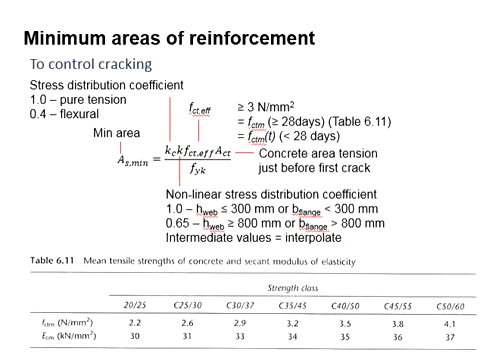 Minimum areas of reinforcement
To control cracking
Stress distribution coefficient
1.0 – pure tension
0.4 – flexural
f_ct,eff
≥ 3 N/mm²
= f_ctm (≥ 28days) (Table 6.11)
= f_ctm(t) (< 28 days)
Min area
A_s,min = k_c k f_ct,eff A_ct / f_yk
Concrete area tension
just before first crack
Non-linear stress distribution coefficient
1.0 – h_web ≤ 300 mm or b_flange < 300 mm
0.65 – h_web ≥ 800 mm or b_flange > 800 mm
Intermediate values = interpolate
Table 6.11 Mean tensile strengths of concrete and secant modulus of elasticity
Strength class
20/25 C25/30 C30/37 C35/45 C40/50 C45/55 C50/60
f_ctm (N/mm²) 2.2 2.6 2.9 3.2 3.5 3.8 4.1
E_cm (kN/mm²) 30 31 33 34 35 36 37